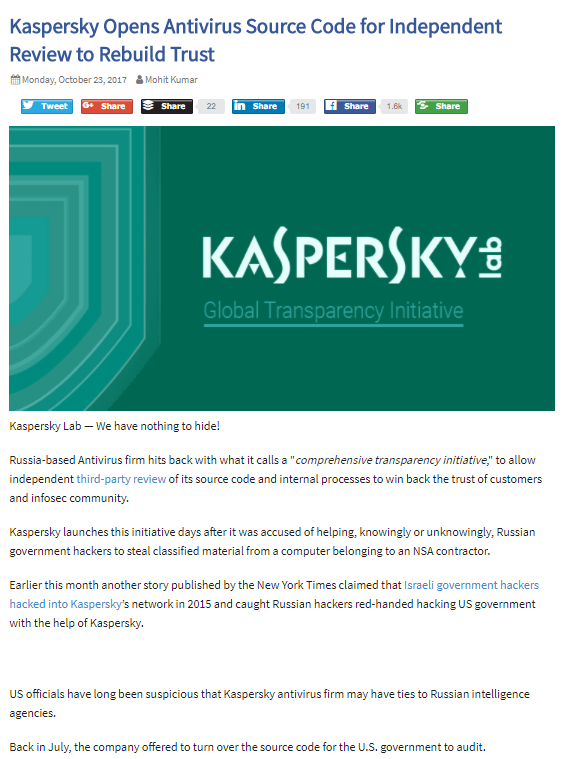 Kaspersky Opens Antivirus Source Code for Independent
Review to Rebuild Trust
Monday, October 23, 2017 Mohit Kumar
Tweet Share Share 22 Share 191 Share 1.6k Share
KASPERSKY lab
Global Transparency Initiative
Kaspersky Lab — We have nothing to hide!
Russia-based Antivirus firm hits back with what it calls a "comprehensive transparency initiative," to allow
independent third-party review of its source code and internal processes to win back the trust of customers
and infosec community.
Kaspersky launches this initiative days after it was accused of helping, knowingly or unknowingly, Russian
government hackers to steal classified material from a computer belonging to an NSA contractor.
Earlier this month another story published by the New York Times claimed that Israeli government hackers
hacked into Kaspersky's network in 2015 and caught Russian hackers red-handed hacking US government
with the help of Kaspersky.
US officials have long been suspicious that Kaspersky antivirus firm may have ties to Russian intelligence
agencies.
Back in July, the company offered to turn over the source code for the U.S. government to audit.